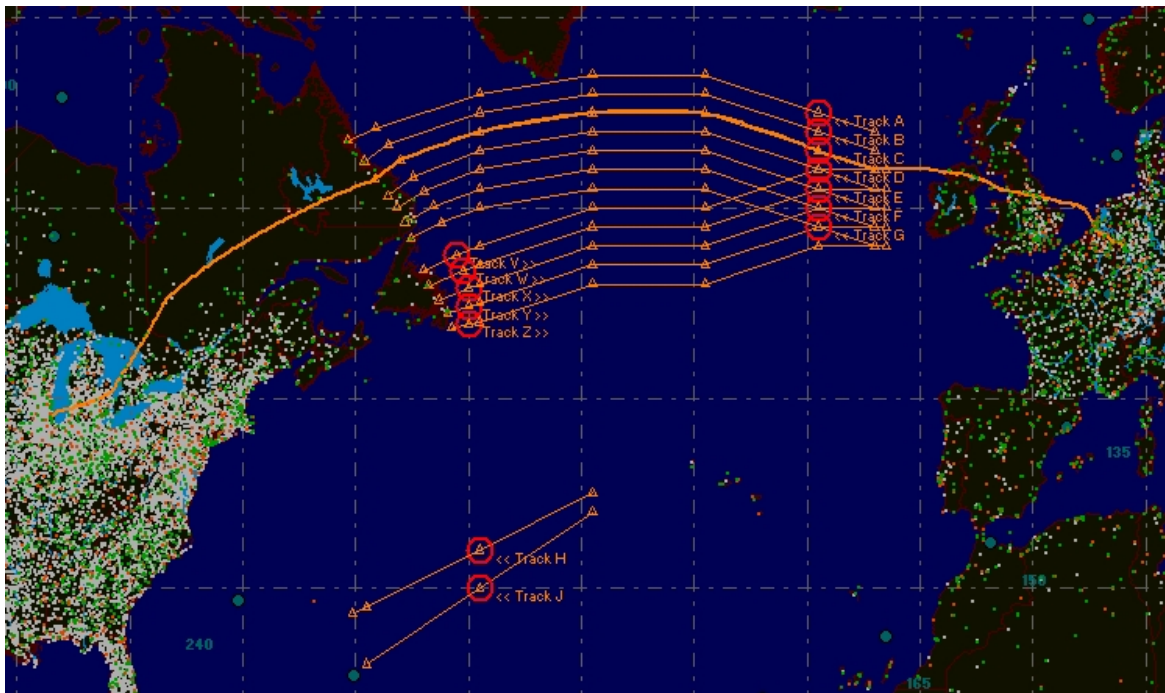 << Track A
<< Track B
<< Track C
<< Track D
<< Track E
<< Track F
<< Track G
Track V >>
Track W >>
Track X >>
Track Y >>
Track Z >>
135
<< Track H
150
<< Track J
240
165